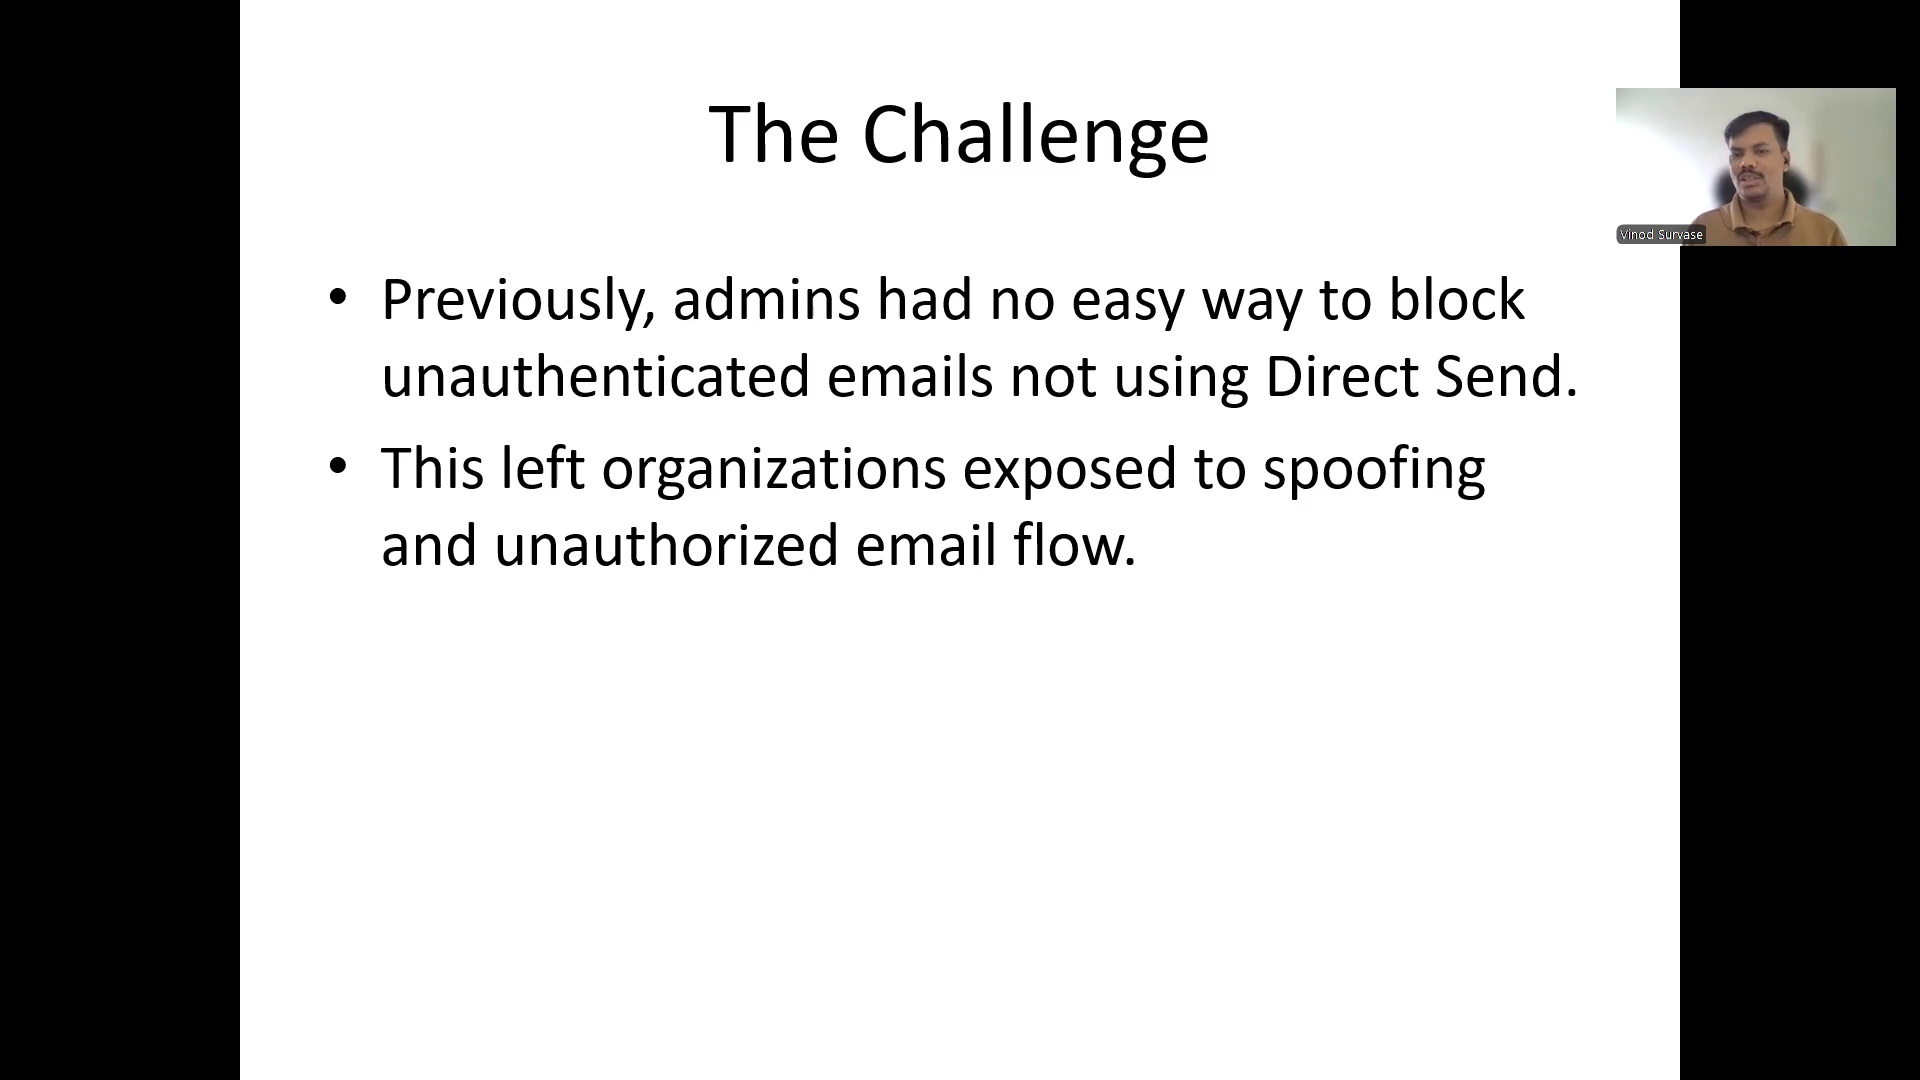 The Challenge
• Previously, admins had no easy way to block
unauthenticated emails not using Direct Send.
• This left organizations exposed to spoofing
and unauthorized email flow.
Vinod Survase